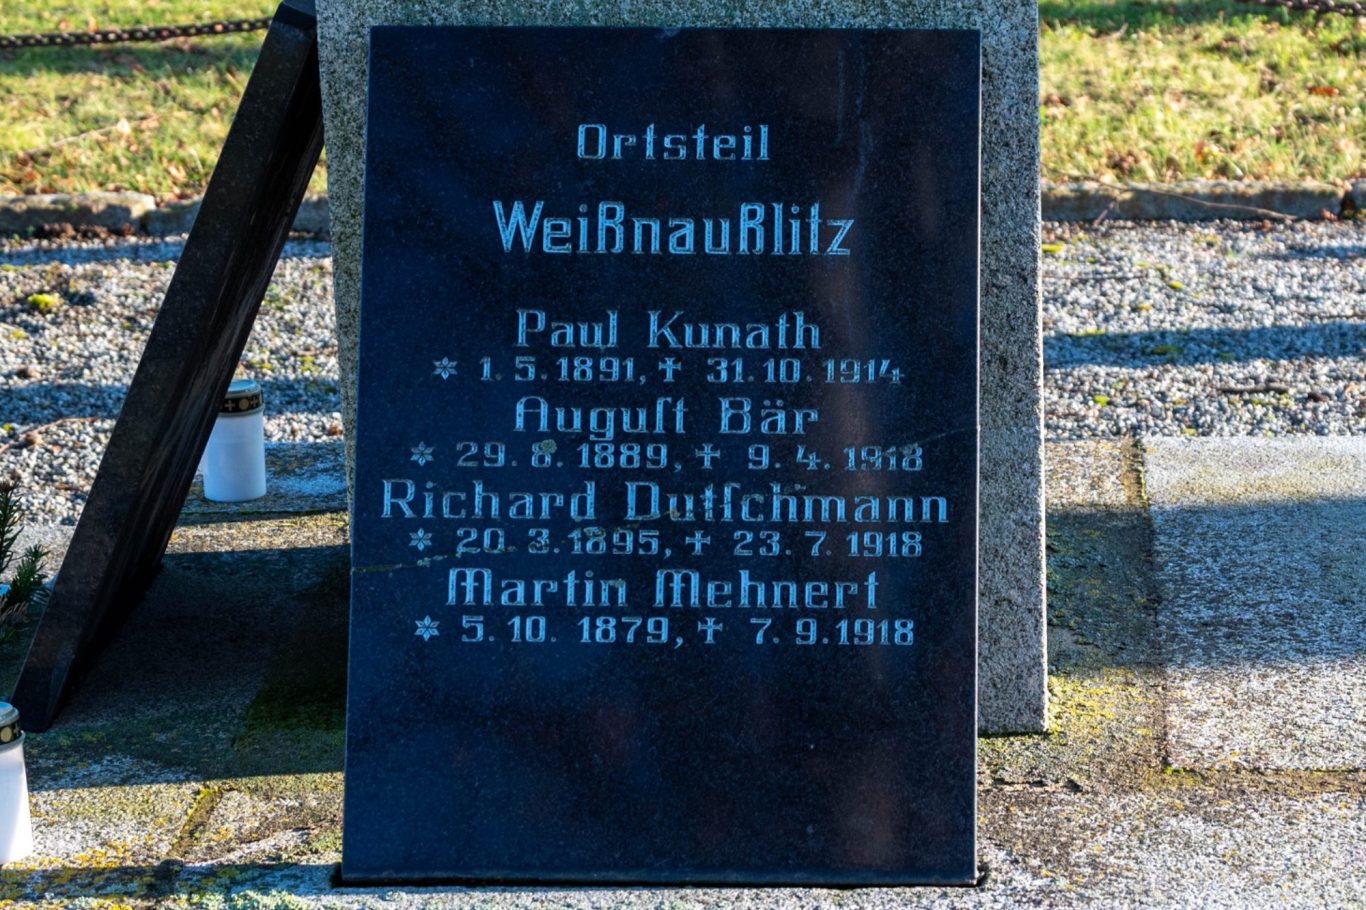 Ortsteil
Weißnaußlitz
Paul Kunath
* 1. 5. 1891, ✝ 31. 10. 1914
Auguſt Bär
* 29. 8. 1889, ✝ 9. 4. 1918
Richard Dutſchmann
* 20. 3. 1895, ✝ 23. 7. 1918
Martin Mehnert
* 5. 10. 1879, ✝ 7. 9. 1918